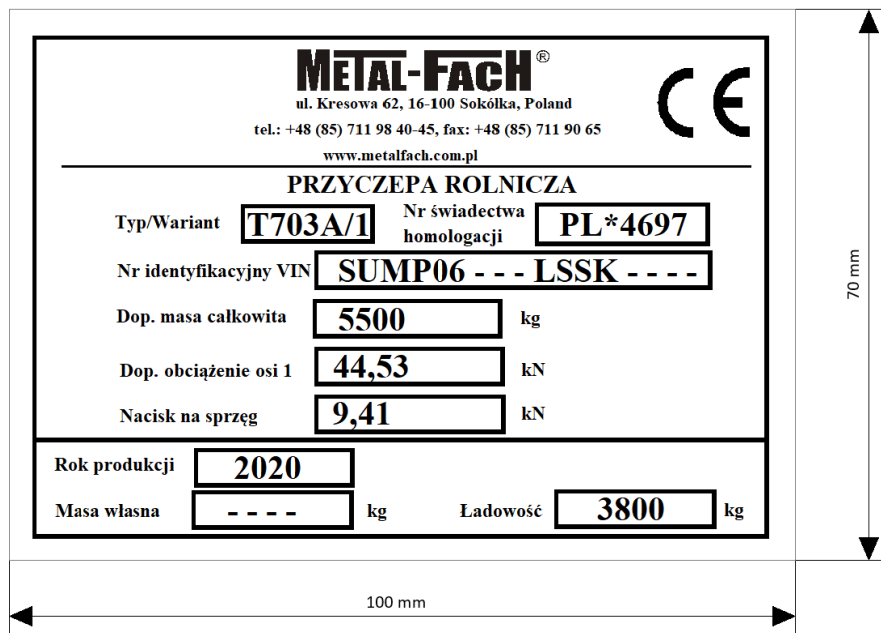 METAL-FACH®
CE
ul. Kresowa 62, 16-100 Sokółka, Poland
tel.: +48 (85) 711 98 40-45, fax: +48 (85) 711 90 65
www.metalfach.com.pl
PRZYCZEPA ROLNICZA
Typ/Wariant T703A/1 Nr świadectwa homologacji PL*4697
Nr identyfikacyjny VIN SUMP06 - - - LSSK - - - -
Dop. masa całkowita 5500 kg
Dop. obciążenie osi 1 44,53 kN
Nacisk na sprzęg 9,41 kN
Rok produkcji 2020
Masa własna - - - - kg Ładowość 3800 kg
70 mm
100 mm